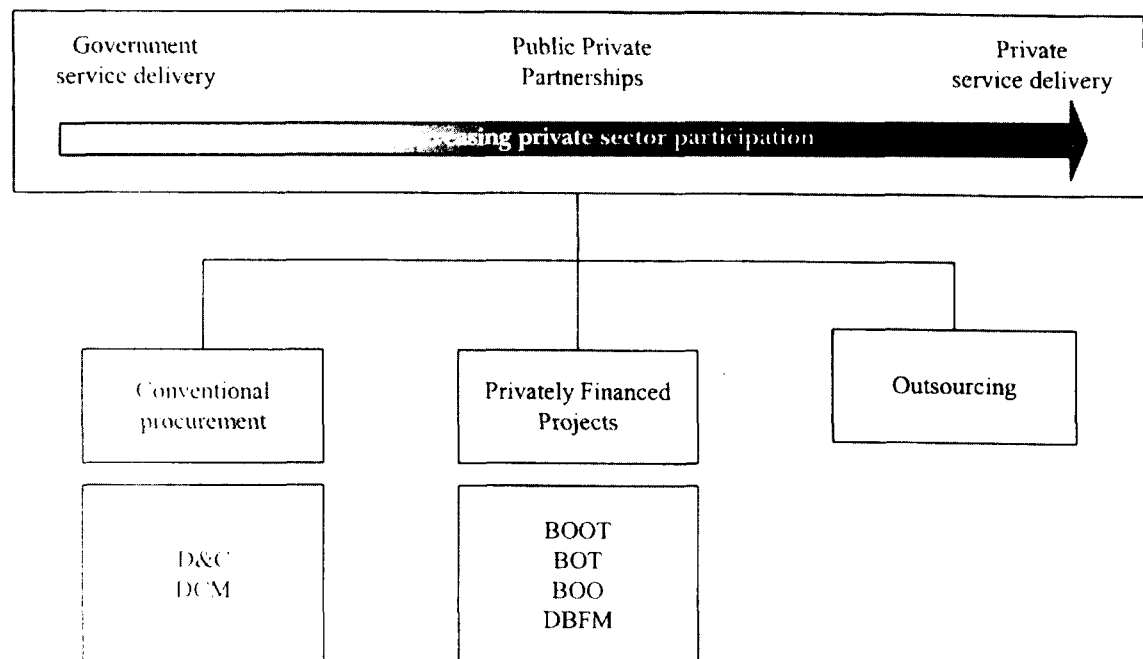 Government
service delivery
Public Private
Partnerships
Private
service delivery
easing private sector participation
Conventional
procurement
Privately Financed
Projects
Outsourcing
D&C
DCM
BOOT
BOT
BOO
DBFM